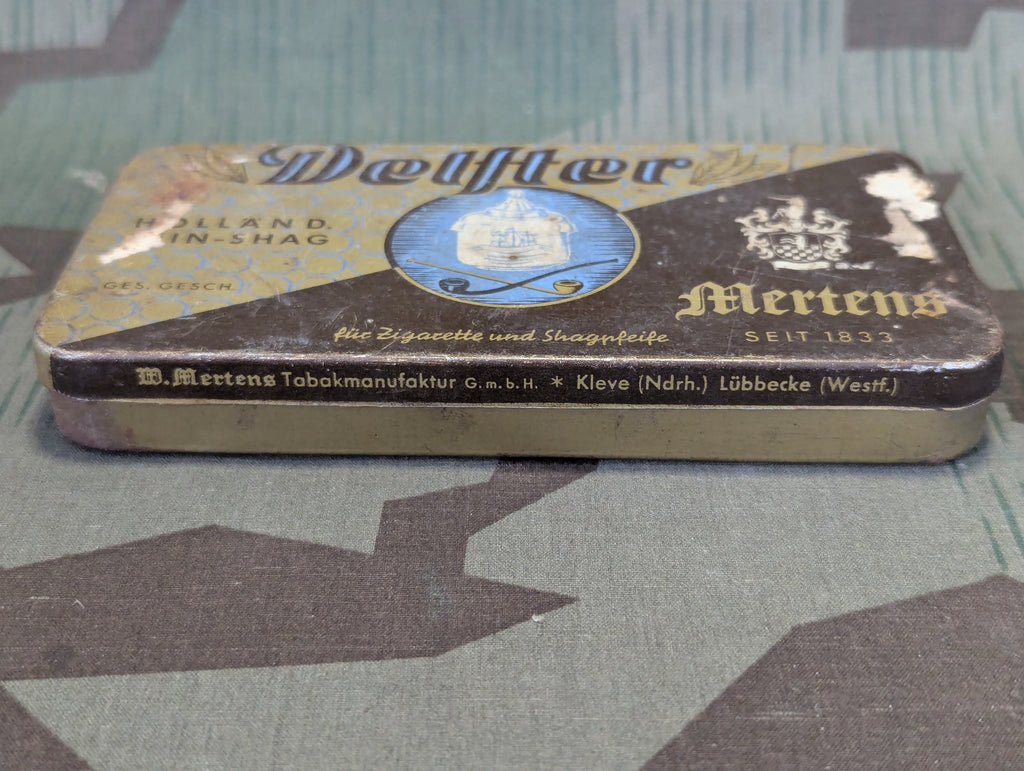 Delfter
HOLLAND.
IN-SHAG
GES. GESCH.
für Zigarette und Shagpfeife
Mertens
SEIT 1833
W. Mertens Tabakmanufaktur G.m.b.H. * Kleve (Ndrh.) Lübbecke (Westf.)